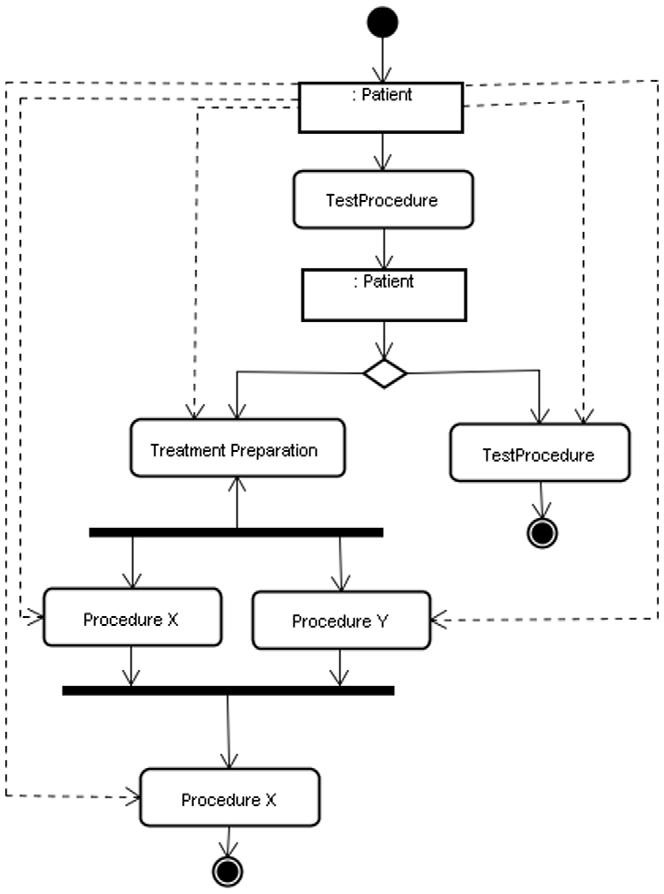 : Patient
TestProcedure
: Patient
Treatment Preparation
TestProcedure
Procedure X
Procedure Y
Procedure X